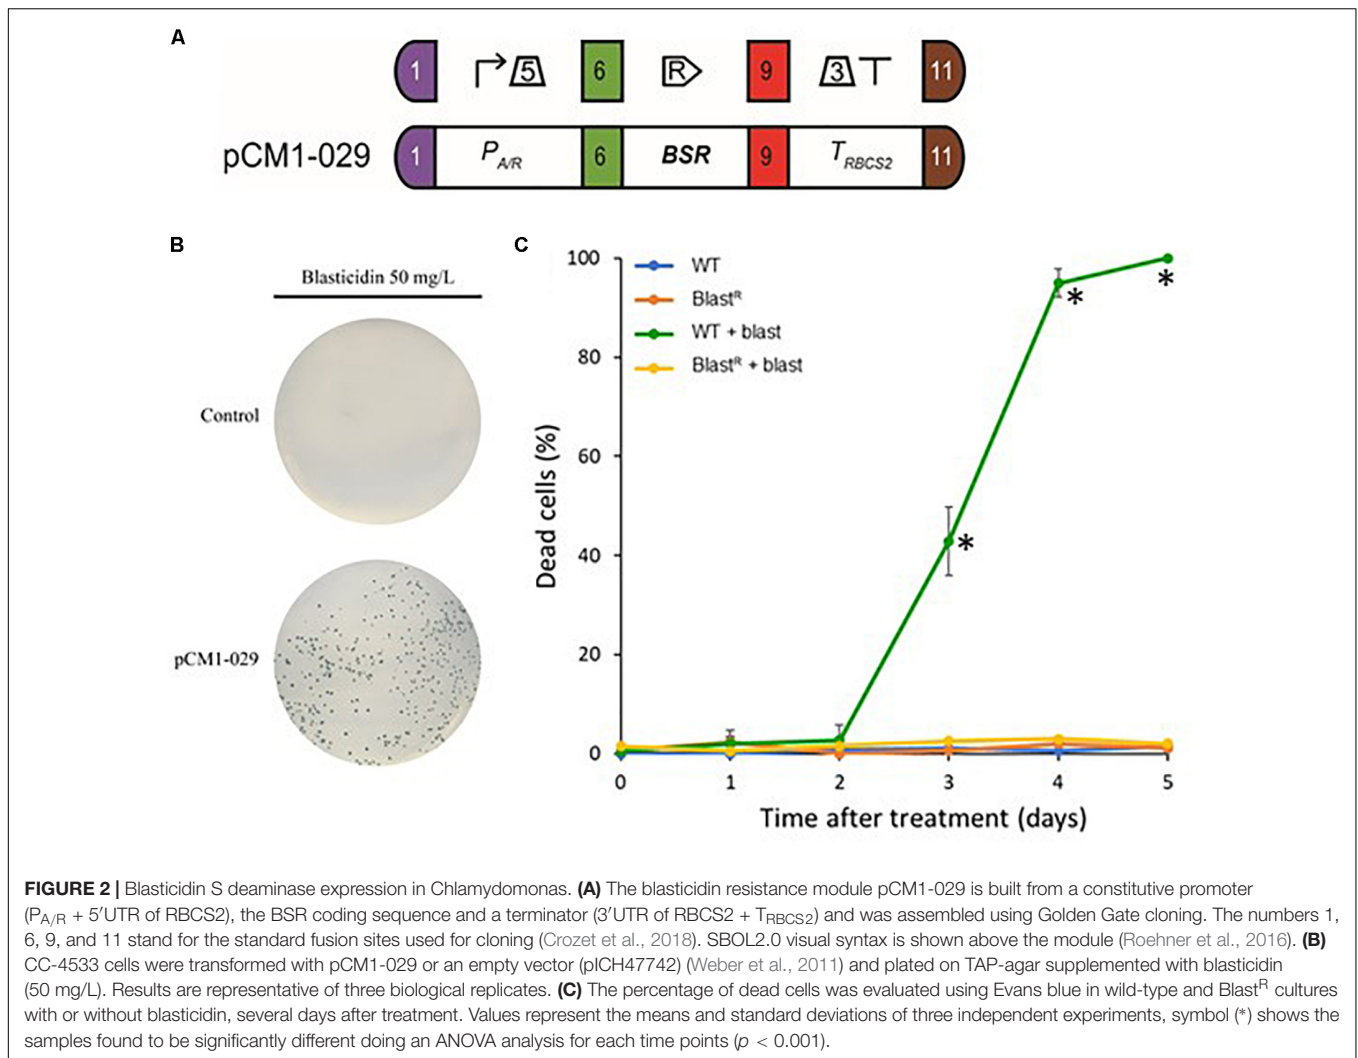 A
1 5 6 R 9 3 11
pCM1-029 1 P_A/R 6 BSR 9 T_RBCS2 11
B
Blasticidin 50 mg/L
Control
pCM1-029
C
100
80
60
40
20
0
Dead cells (%)
WT
Blast^R
WT + blast
Blast^R + blast
*
*
*
0 1 2 3 4 5
Time after treatment (days)
FIGURE 2 | Blasticidin S deaminase expression in Chlamydomonas. (A) The blasticidin resistance module pCM1-029 is built from a constitutive promoter
(P_A/R + 5′UTR of RBCS2), the BSR coding sequence and a terminator (3′UTR of RBCS2 + T_RBCS2) and was assembled using Golden Gate cloning. The numbers 1,
6, 9, and 11 stand for the standard fusion sites used for cloning (Crozet et al., 2018). SBOL2.0 visual syntax is shown above the module (Roehner et al., 2016). (B)
CC-4533 cells were transformed with pCM1-029 or an empty vector (pICH47742) (Weber et al., 2011) and plated on TAP-agar supplemented with blasticidin
(50 mg/L). Results are representative of three biological replicates. (C) The percentage of dead cells was evaluated using Evans blue in wild-type and Blast^R cultures
with or without blasticidin, several days after treatment. Values represent the means and standard deviations of three independent experiments, symbol (*) shows the
samples found to be significantly different doing an ANOVA analysis for each time points (p < 0.001).